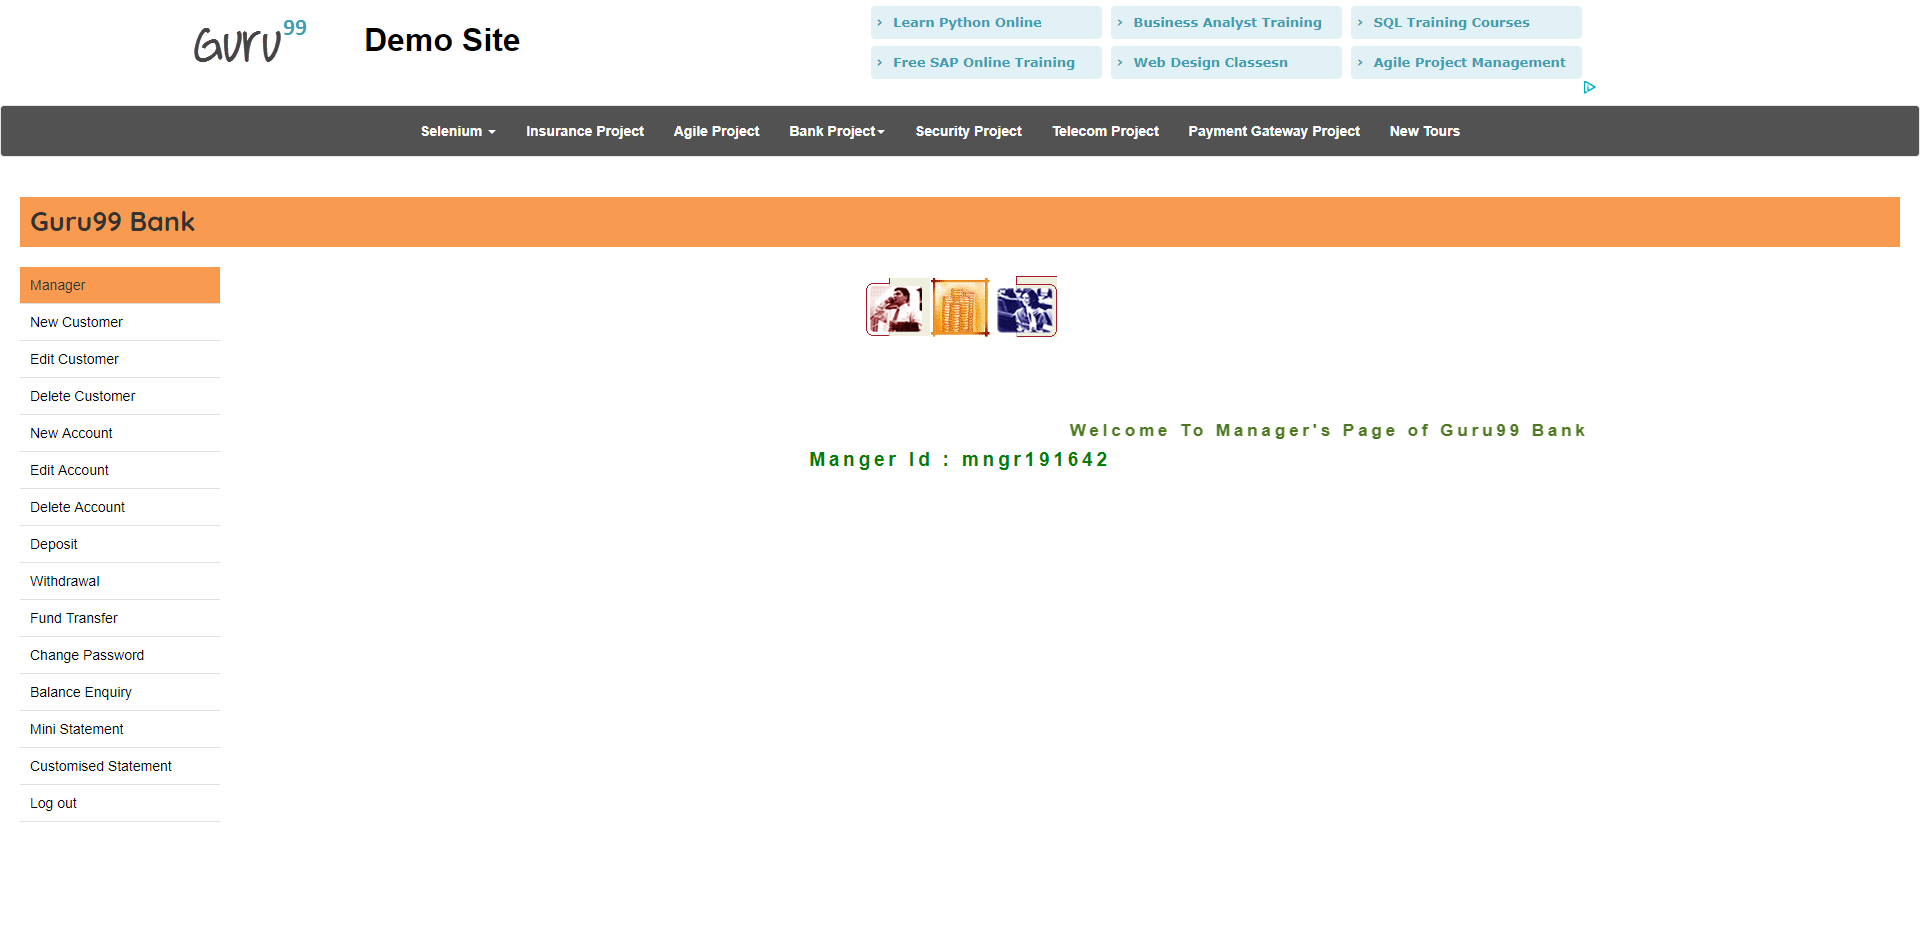 Guru99 Demo Site
› Learn Python Online › Business Analyst Training › SQL Training Courses
› Free SAP Online Training › Web Design Classesn › Agile Project Management
Selenium Insurance Project Agile Project Bank Project Security Project Telecom Project Payment Gateway Project New Tours
Guru99 Bank
Manager
New Customer
Edit Customer
Delete Customer
New Account
Edit Account
Delete Account
Deposit
Withdrawal
Fund Transfer
Change Password
Balance Enquiry
Mini Statement
Customised Statement
Log out
Welcome To Manager's Page of Guru99 Bank
Manger Id : mngr191642